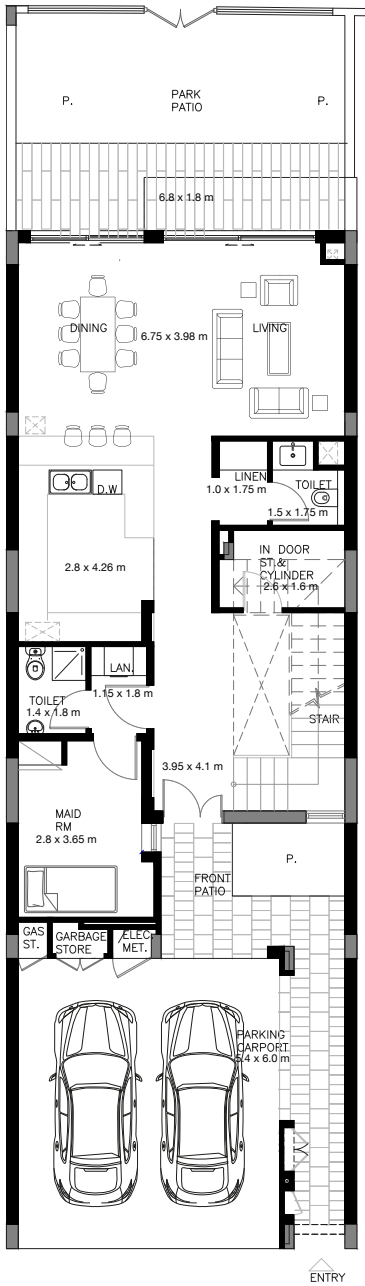 PARK
PATIO
P.
P.
6.8 x 1.8 m
DINING
6.75 x 3.98 m
LIVING
D.W
LINEN
1.0 x 1.75 m
TOILET
1.5 x 1.75 m
2.8 x 4.26 m
IN DOOR
ST.&
CYLINDER
2.6 x 1.6 m
LAN.
1.15 x 1.8 m
TOILET
1.4 x 1.8 m
STAIR
3.95 x 4.1 m
MAID
RM
2.8 x 3.65 m
P.
FRONT
PATIO
GAS
ST.
GARBAGE
STORE
ELEC
MET.
PARKING
CARPORT
5.4 x 6.0 m
ENTRY